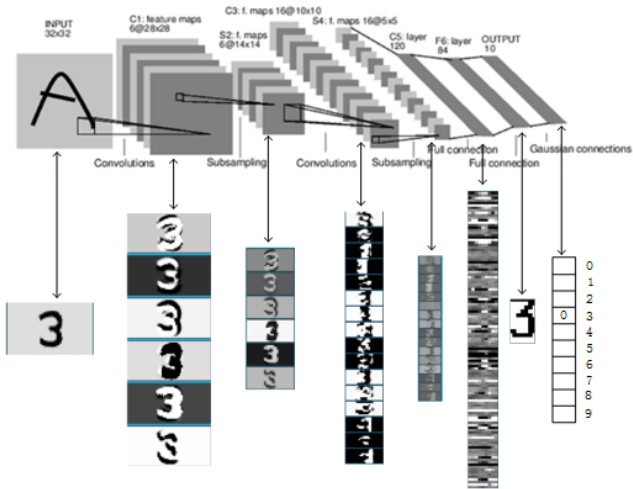 INPUT
32x32
C1: feature maps
6@28x28
C3: f. maps 16@10x10
S2: f. maps
6@14x14
S4: f. maps 16@5x5
C5: layer
120
F6: layer
84
OUTPUT
10
Convolutions
Subsampling
Convolutions
Subsampling
Full connection
Full connection
Gaussian connections
A
3
3
0
0
1
2
3
4
5
6
7
8
9